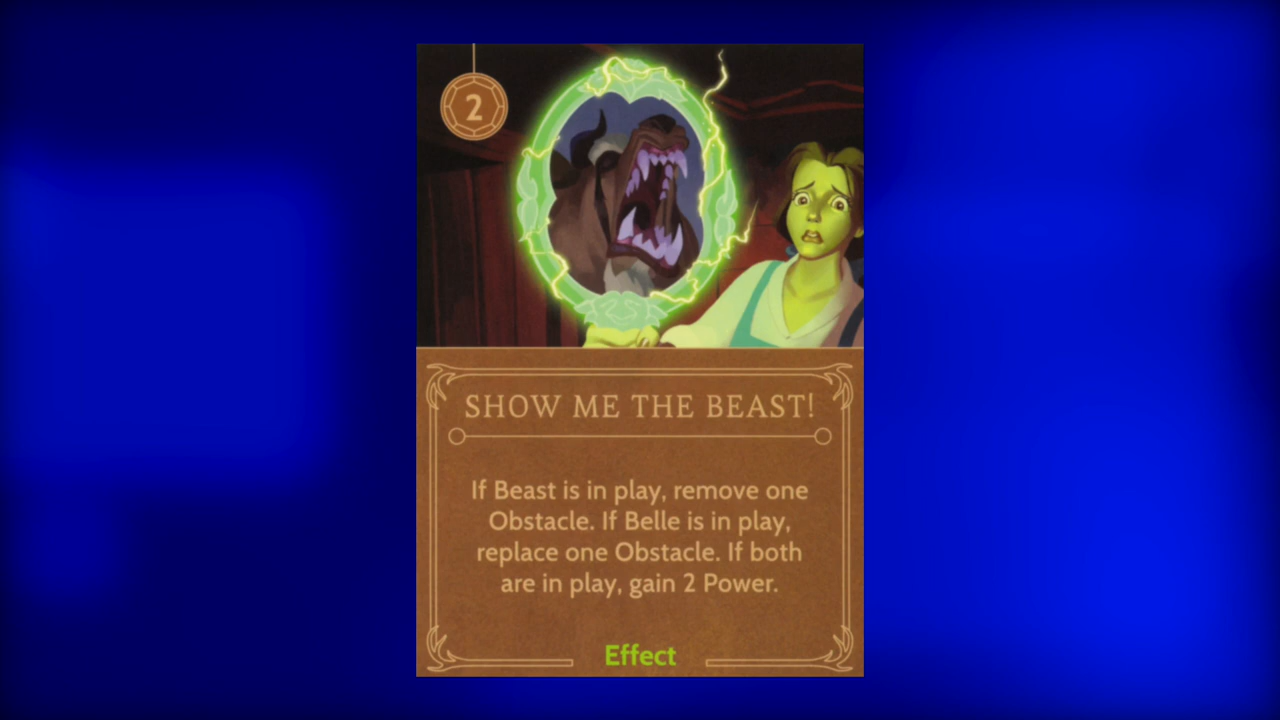 2
SHOW ME THE BEAST!
If Beast is in play, remove one
Obstacle. If Belle is in play,
replace one Obstacle. If both
are in play, gain 2 Power.
Effect